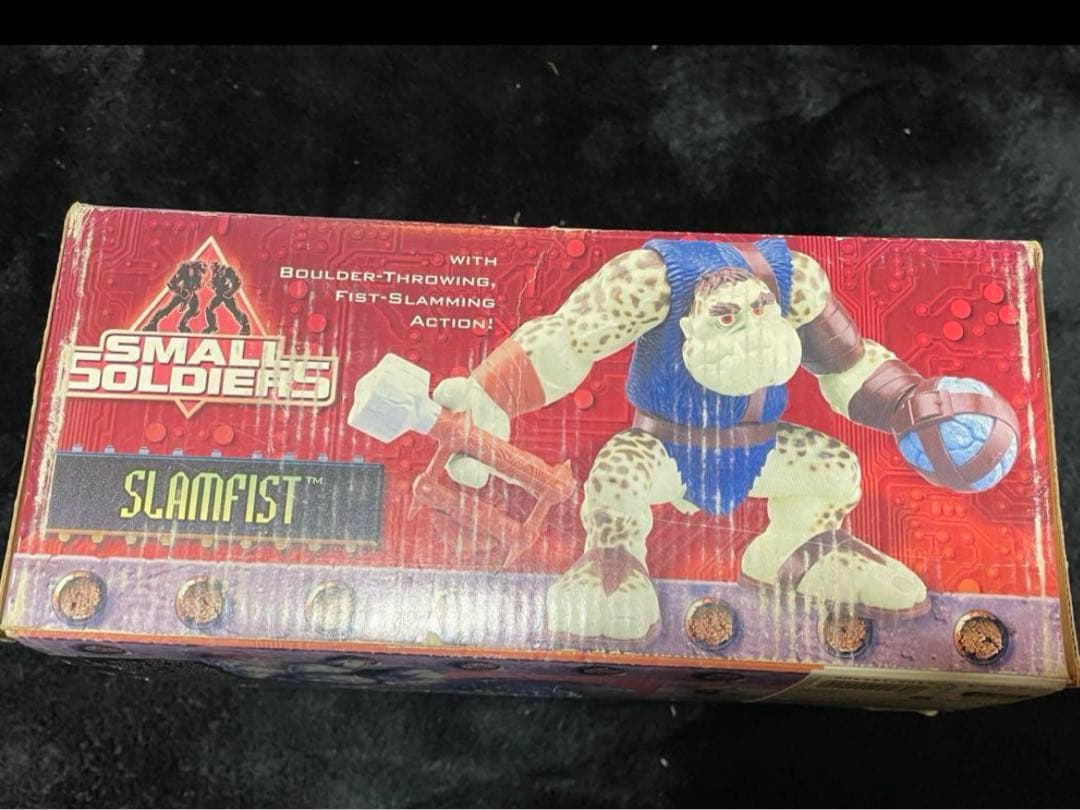 WITH
BOULDER-THROWING,
FIST-SLAMMING
ACTION!
SMALL
SOLDIERS
SLAMFIST™